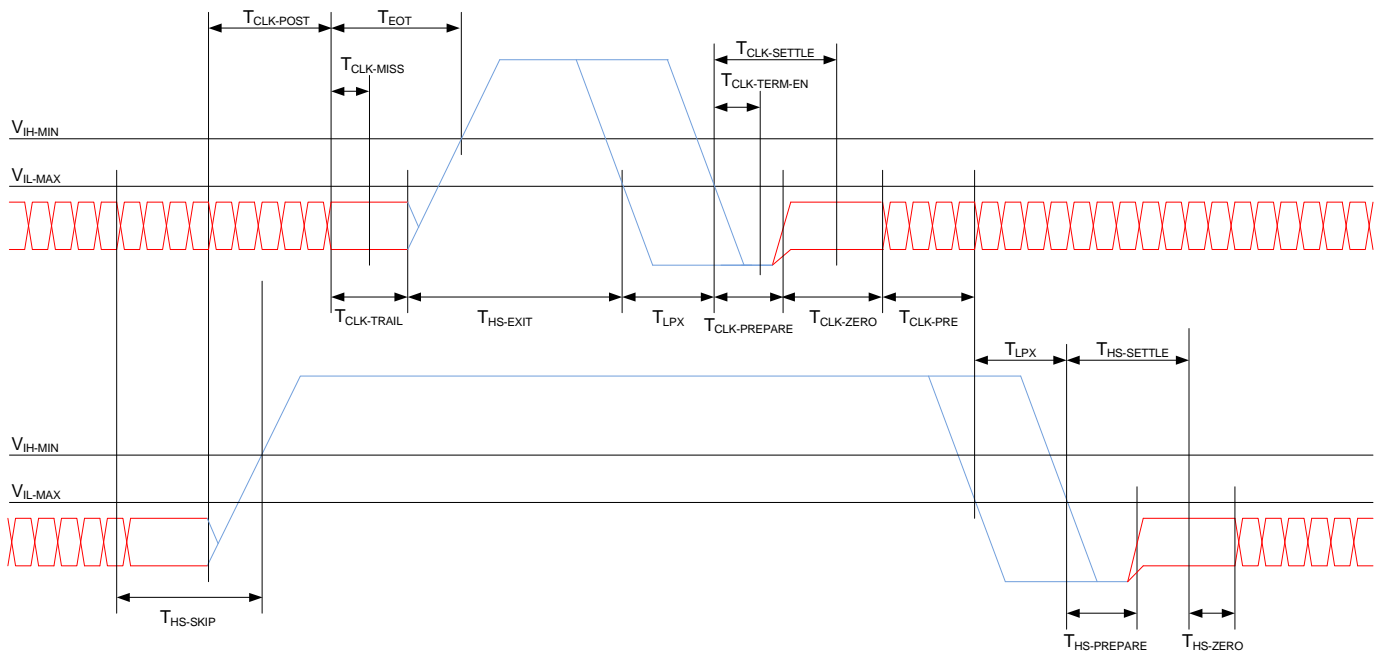 TCLK-POST TEOT
TCLK-MISS
TCLK-SETTLE
TCLK-TERM-EN
VIH-MIN
VIL-MAX
TCLK-TRAIL THS-EXIT TLPX TCLK-PREPARE TCLK-ZERO TCLK-PRE
TLPX THS-SETTLE
VIH-MIN
VIL-MAX
THS-SKIP THS-PREPARE THS-ZERO